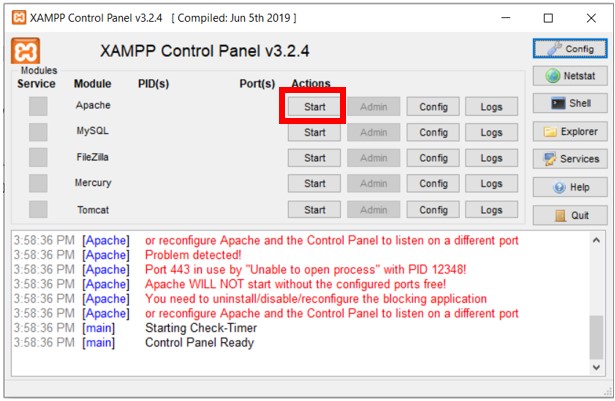 XAMPP Control Panel v3.2.4   [ Compiled: Jun 5th 2019 ]
XAMPP Control Panel v3.2.4
Config
Modules
Service Module PID(s) Port(s) Actions
Netstat
Apache Start Admin Config Logs
Shell
MySQL Start Admin Config Logs
Explorer
FileZilla Start Admin Config Logs
Services
Mercury Start Admin Config Logs
Help
Tomcat Start Admin Config Logs
Quit
3:58:36 PM [Apache] or reconfigure Apache and the Control Panel to listen on a different port
3:58:36 PM [Apache] Problem detected!
3:58:36 PM [Apache] Port 443 in use by "Unable to open process" with PID 12348!
3:58:36 PM [Apache] Apache WILL NOT start without the configured ports free!
3:58:36 PM [Apache] You need to uninstall/disable/reconfigure the blocking application
3:58:36 PM [Apache] or reconfigure Apache and the Control Panel to listen on a different port
3:58:36 PM [main] Starting Check-Timer
3:58:36 PM [main] Control Panel Ready